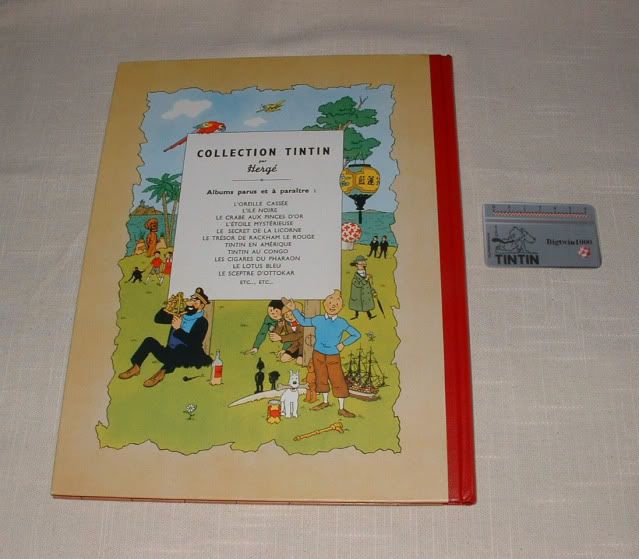 COLLECTION TINTIN
par
Hergé
Albums parus et à paraître :
L'OREILLE CASSÉE
L'ILE NOIRE
LE CRABE AUX PINCES D'OR
L'ÉTOILE MYSTÉRIEUSE
LE SECRET DE LA LICORNE
LE TRÉSOR DE RACKHAM LE ROUGE
TINTIN EN AMÉRIQUE
TINTIN AU CONGO
LES CIGARES DU PHARAON
LE LOTUS BLEU
LE SCEPTRE D'OTTOKAR
ETC..., ETC...
TINTIN
Bigtwin1000